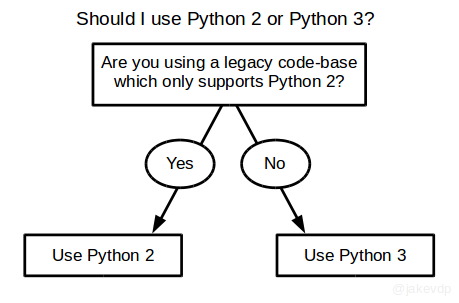 Should I use Python 2 or Python 3?
Are you using a legacy code-base
which only supports Python 2?
Yes
No
Use Python 2
Use Python 3
@jakevdp